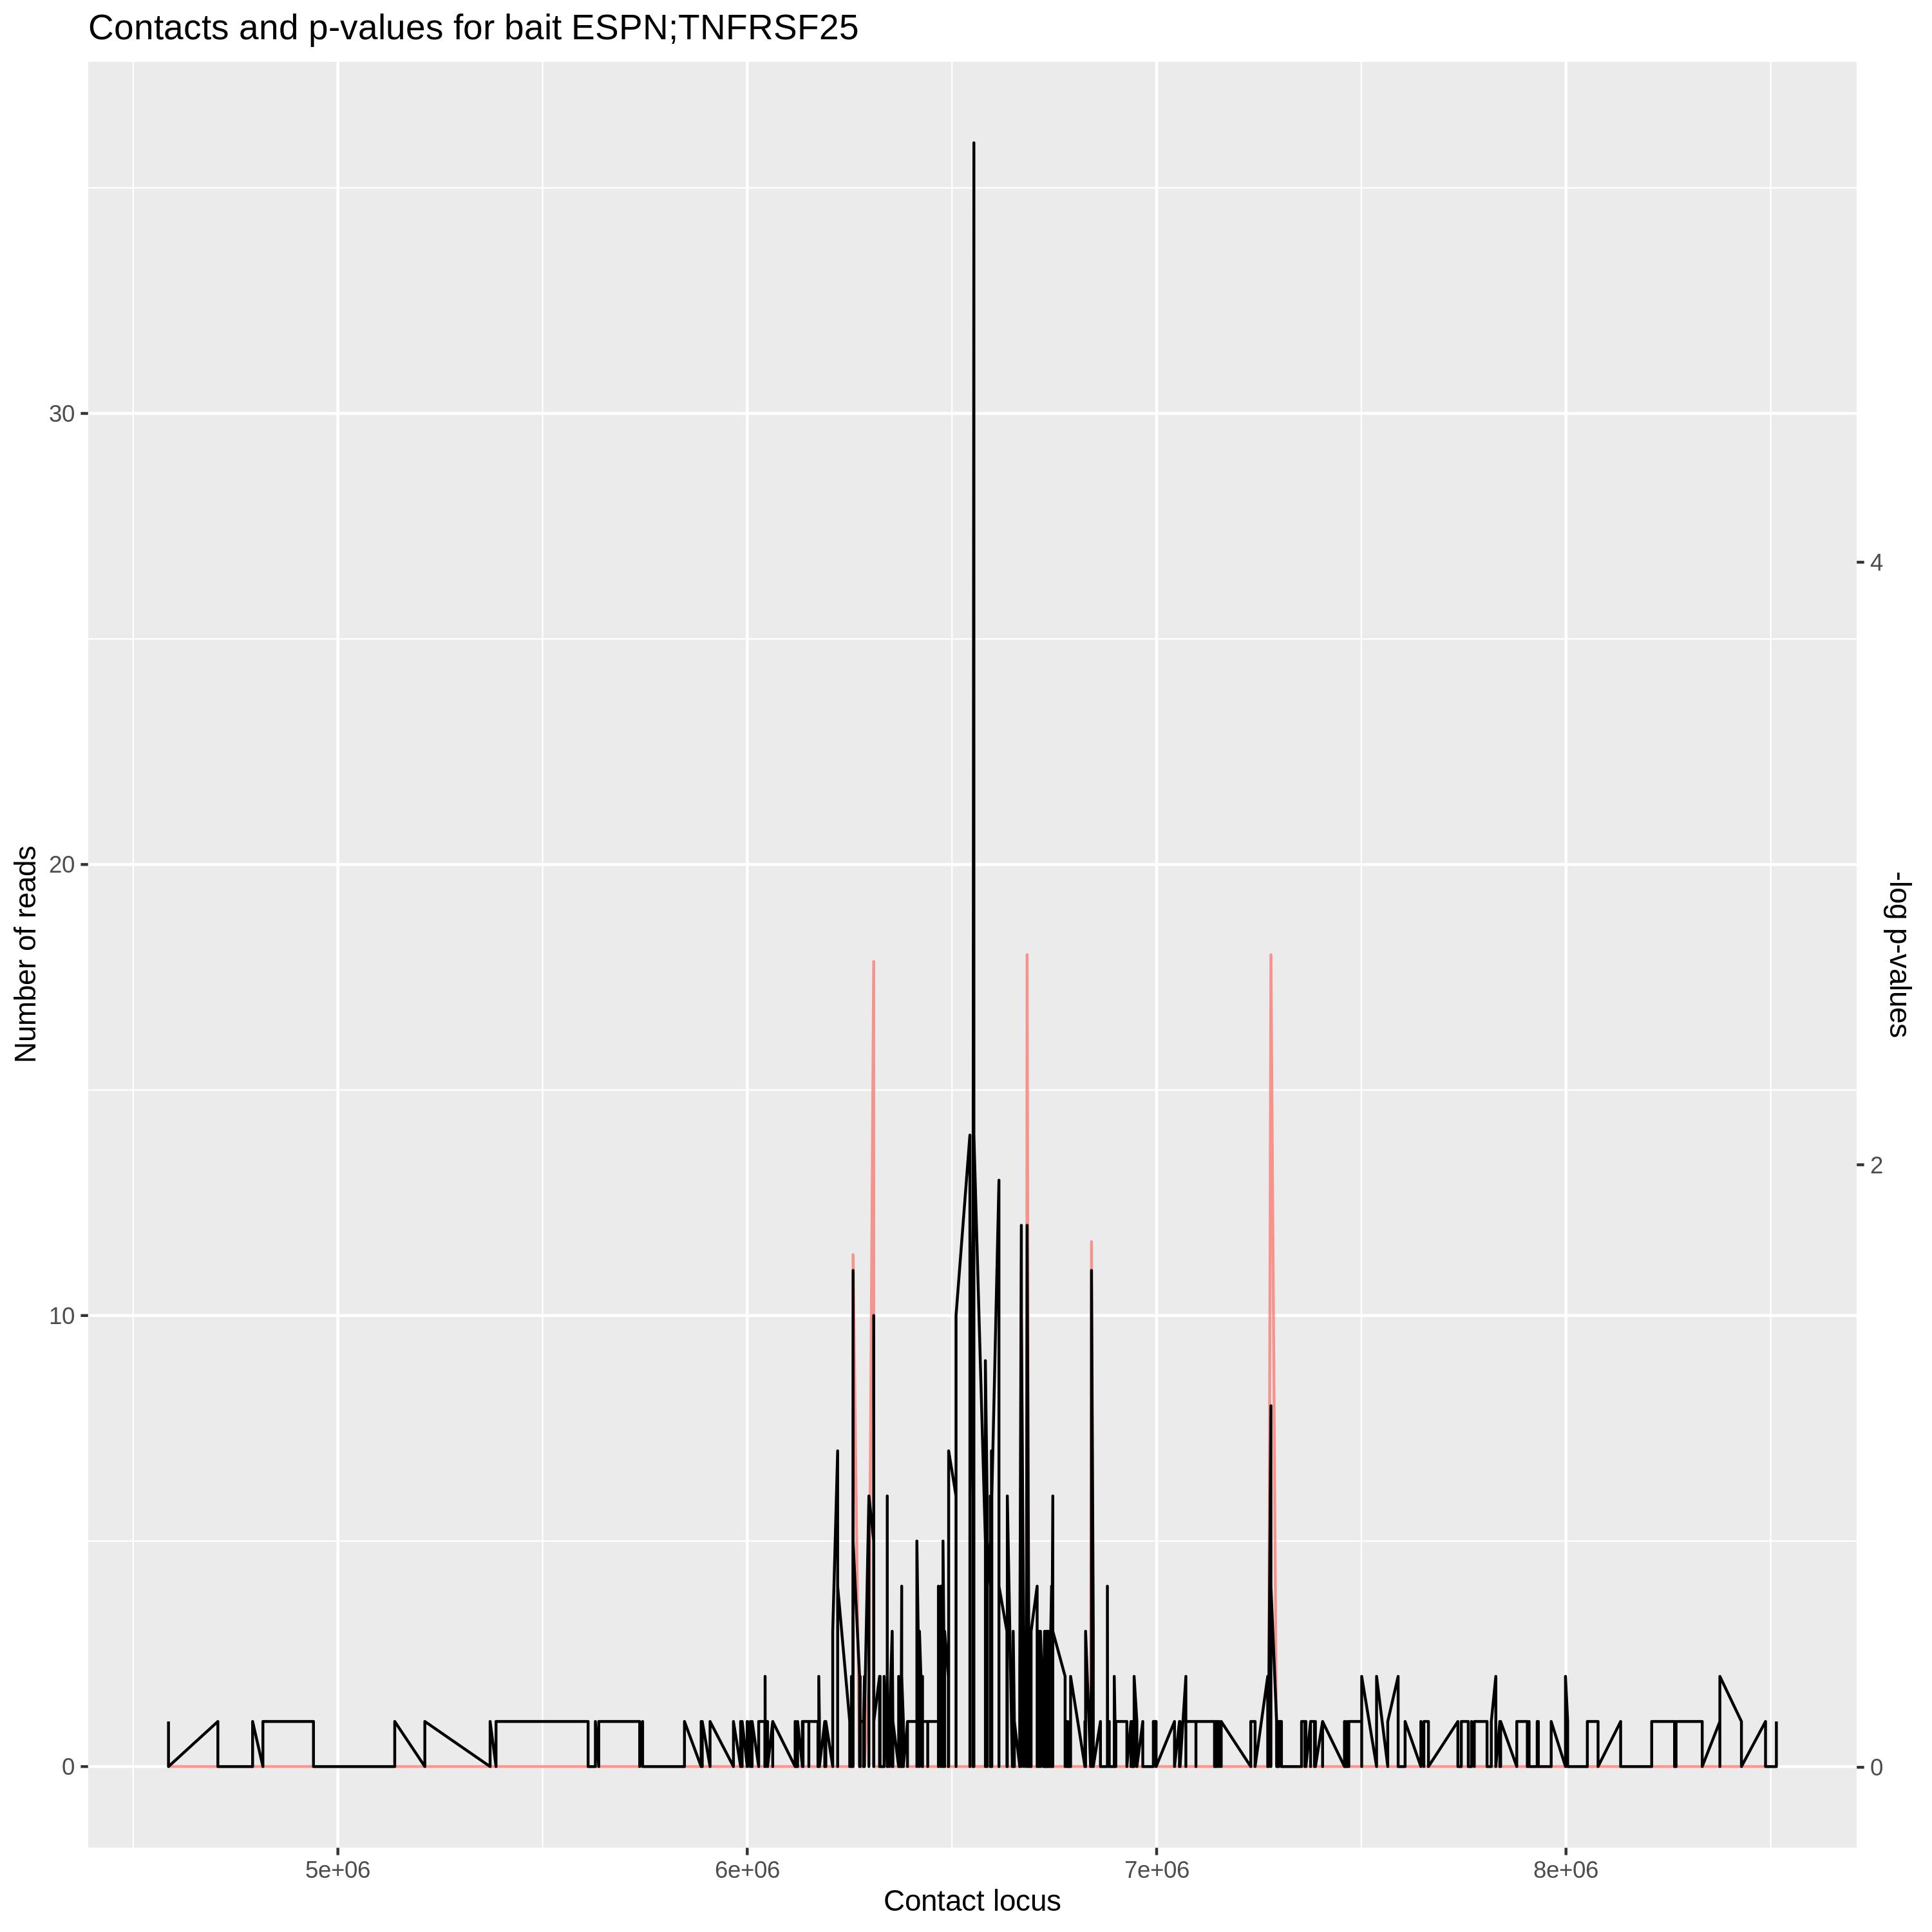 Contacts and p-values for bait ESPN;TNFRSF25
Number of reads
30
20
10
0
4
2
0
-log p-values
5e+06
6e+06
7e+06
8e+06
Contact locus